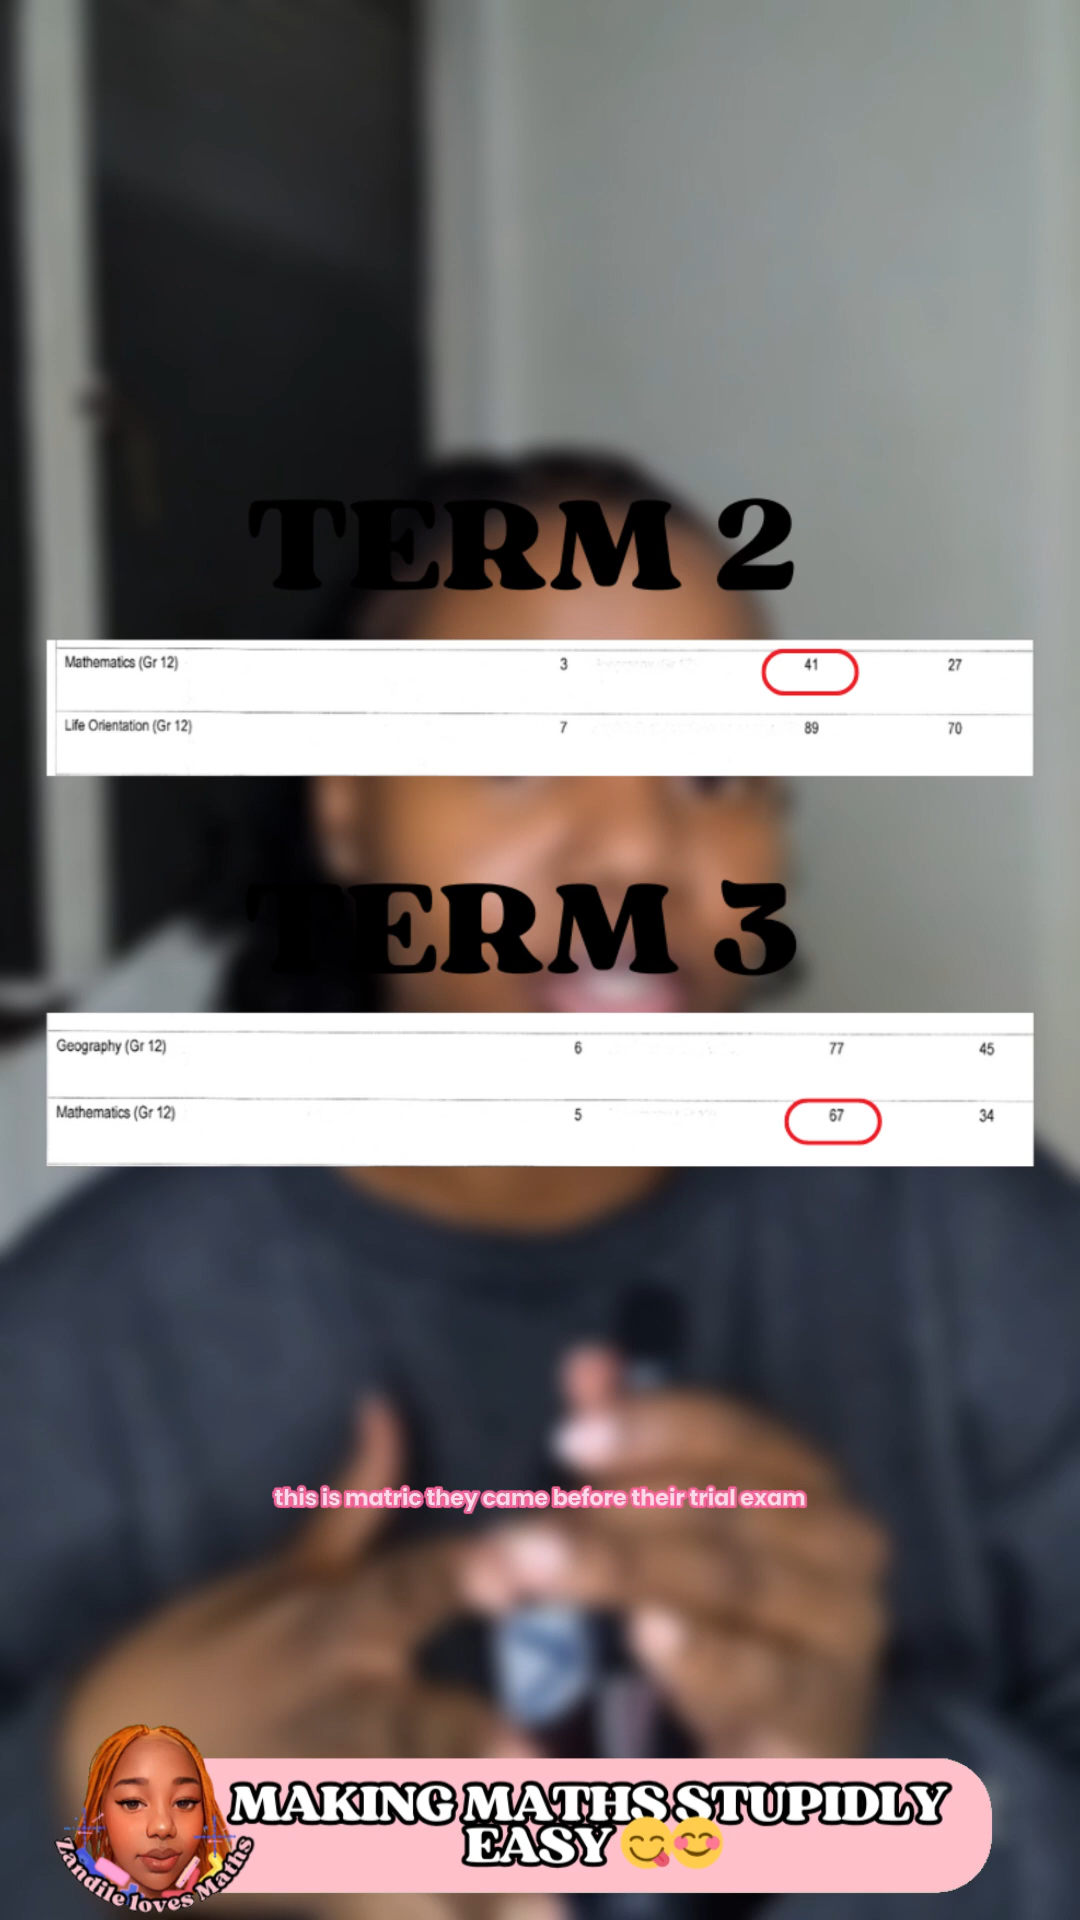 TERM 2
Mathematics (Gr 12) 3 41 27
Life Orientation (Gr 12) 7 89 70
TERM 3
Geography (Gr 12) 6 77 45
Mathematics (Gr 12) 5 67 34
this is matric they came before their trial exam
MAKING MATHS STUPIDLY
EASY 😋😊
Zandile loves Maths